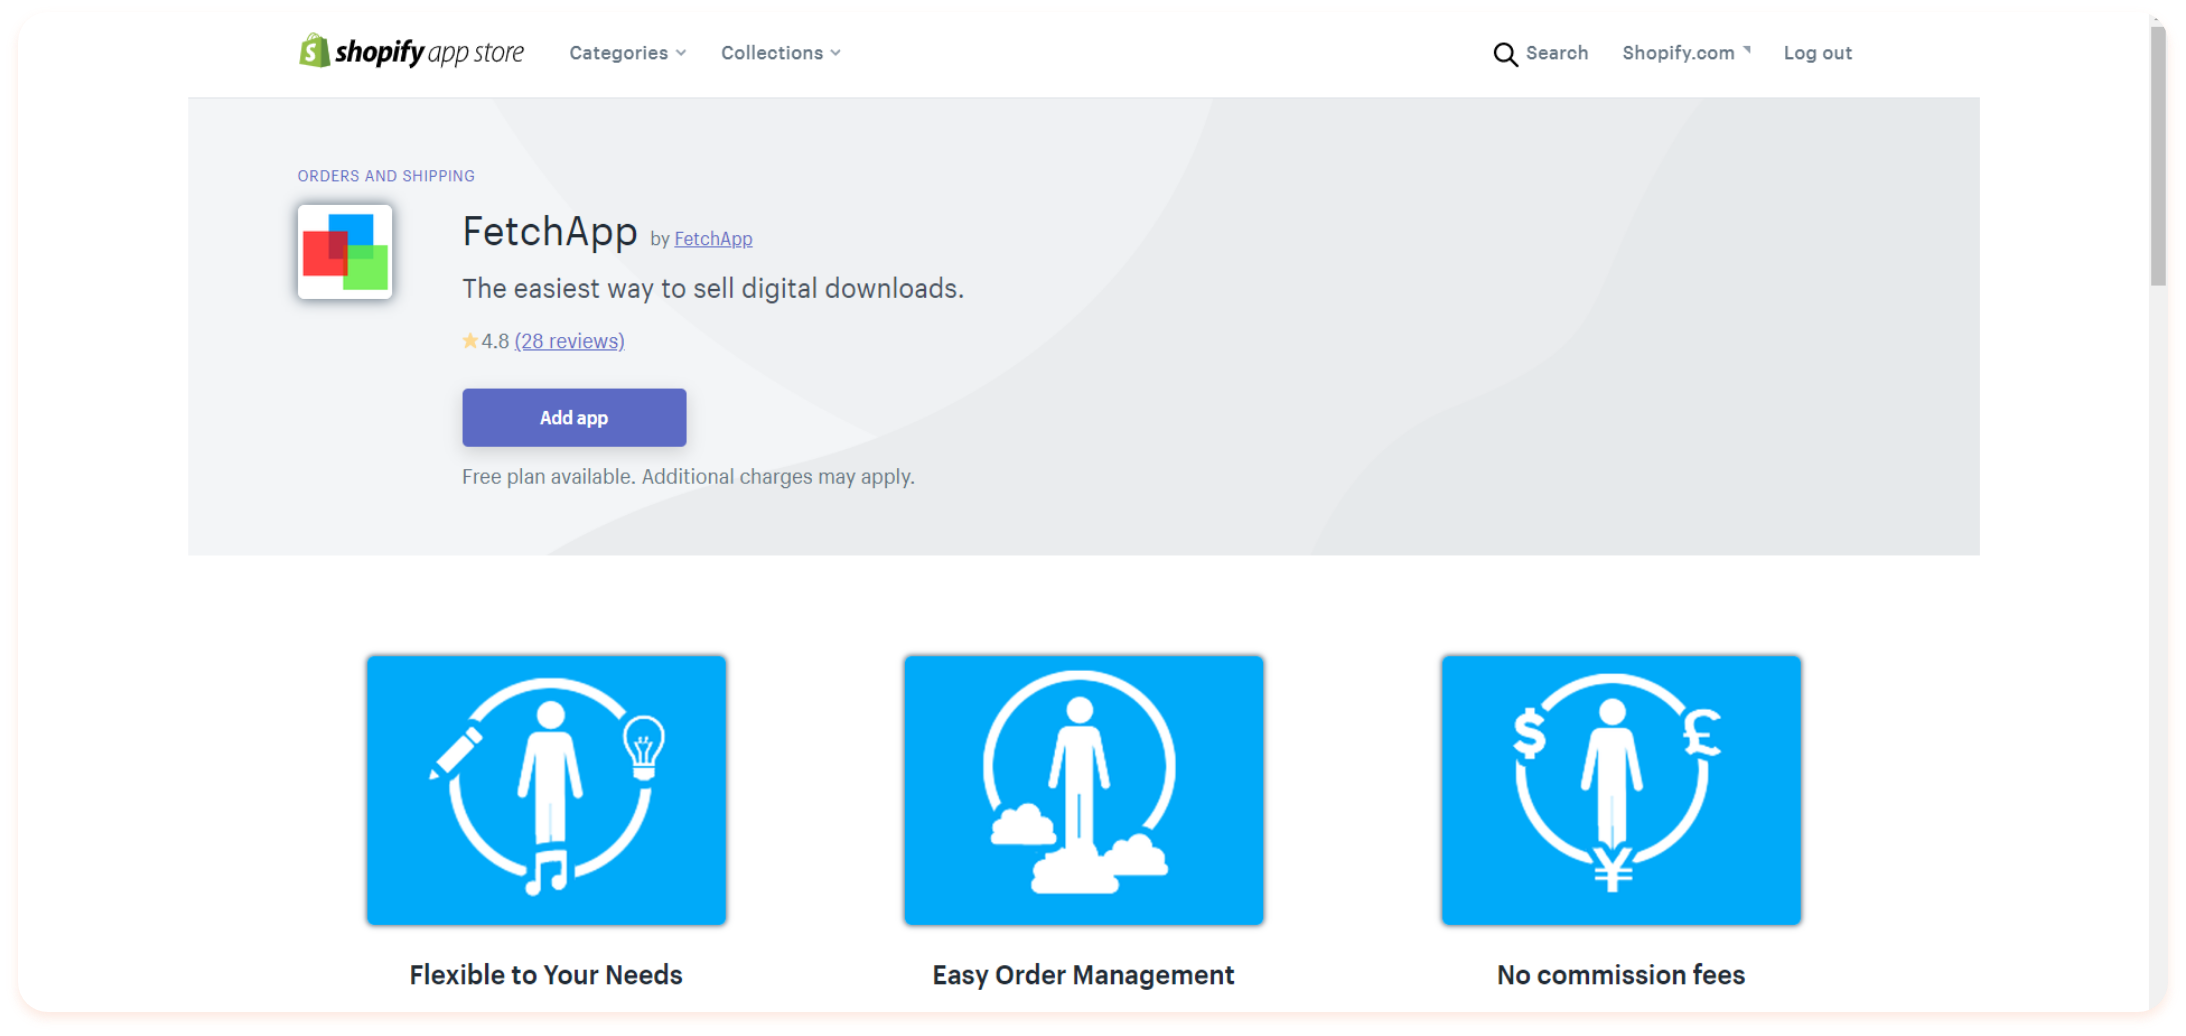 shopify app store Categories Collections Search Shopify.com Log out
ORDERS AND SHIPPING
FetchApp by FetchApp
The easiest way to sell digital downloads.
4.8 (28 reviews)
Add app
Free plan available. Additional charges may apply.
$ £
¥
Flexible to Your Needs Easy Order Management No commission fees